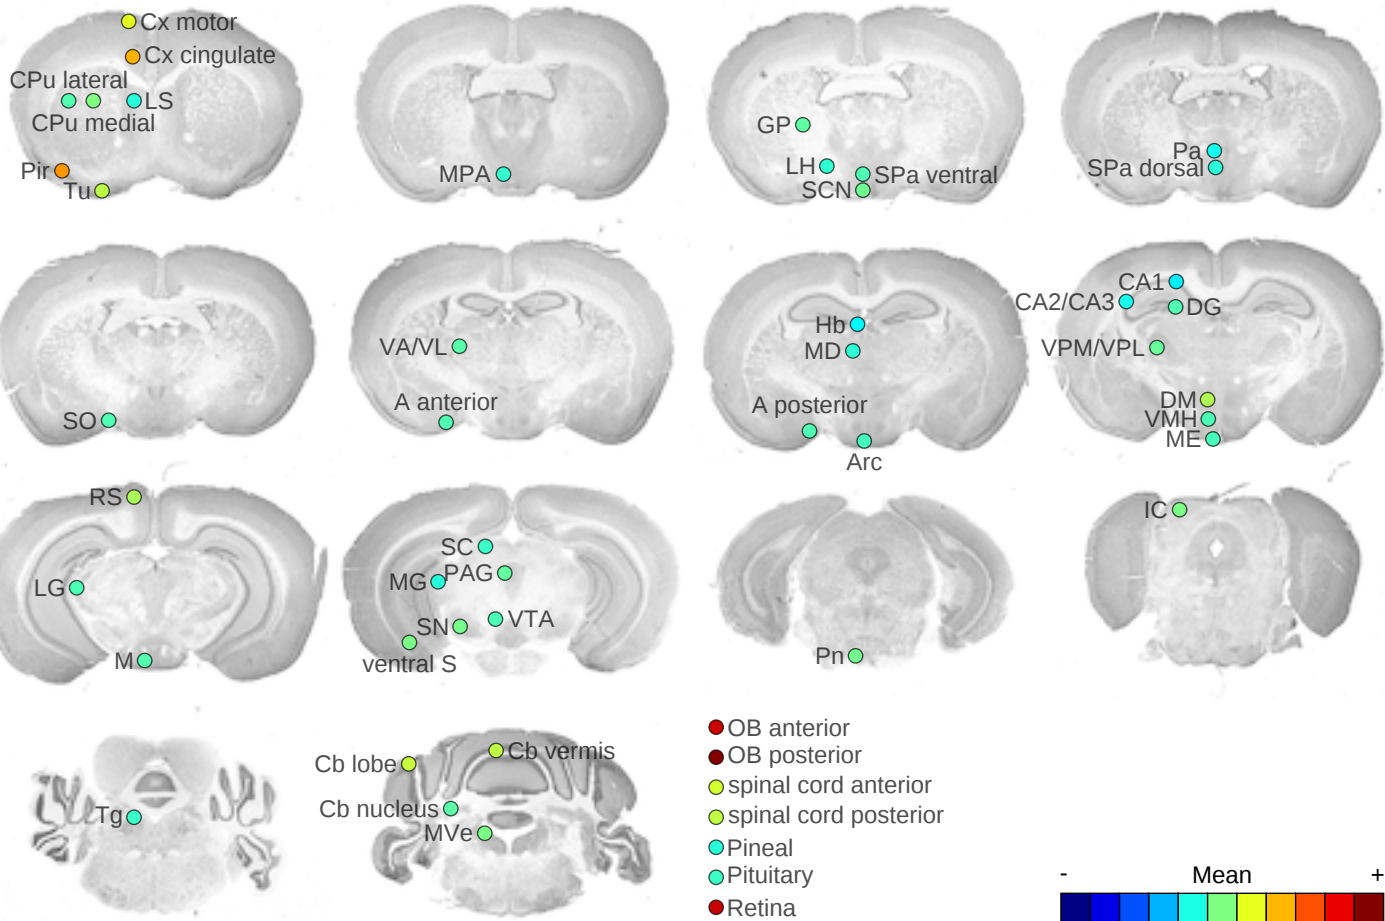 Cx motor
Cx cingulate
CPu lateral
LS
CPu medial
Pir
Tu
MPA
GP
LH
SPa ventral
SCN
Pa
SPa dorsal
SO
VA/VL
A anterior
Hb
MD
A posterior
Arc
CA1
CA2/CA3
DG
VPM/VPL
DM
VMH
ME
RS
LG
M
SC
MG
PAG
SN
VTA
ventral S
Pn
IC
Tg
Cb lobe
Cb vermis
Cb nucleus
MVe
OB anterior
OB posterior
spinal cord anterior
spinal cord posterior
Pineal
Pituitary
Retina
- Mean +